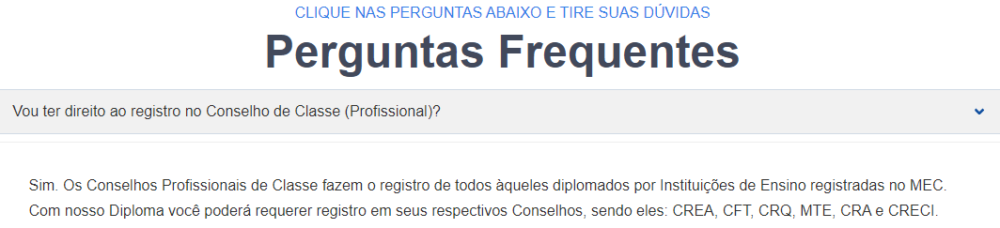 CLIQUE NAS PERGUNTAS ABAIXO E TIRE SUAS DÚVIDAS
Perguntas Frequentes
Vou ter direito ao registro no Conselho de Classe (Profissional)?
Sim. Os Conselhos Profissionais de Classe fazem o registro de todos àqueles diplomados por Instituições de Ensino registradas no MEC.
Com nosso Diploma você poderá requerer registro em seus respectivos Conselhos, sendo eles: CREA, CFT, CRQ, MTE, CRA e CRECI.